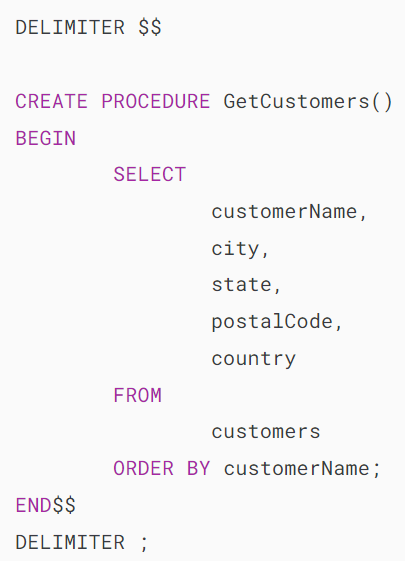 DELIMITER $$
CREATE PROCEDURE GetCustomers()
BEGIN
SELECT
customerName,
city,
state,
postalCode,
country
FROM
customers
ORDER BY customerName;
END$$
DELIMITER ;